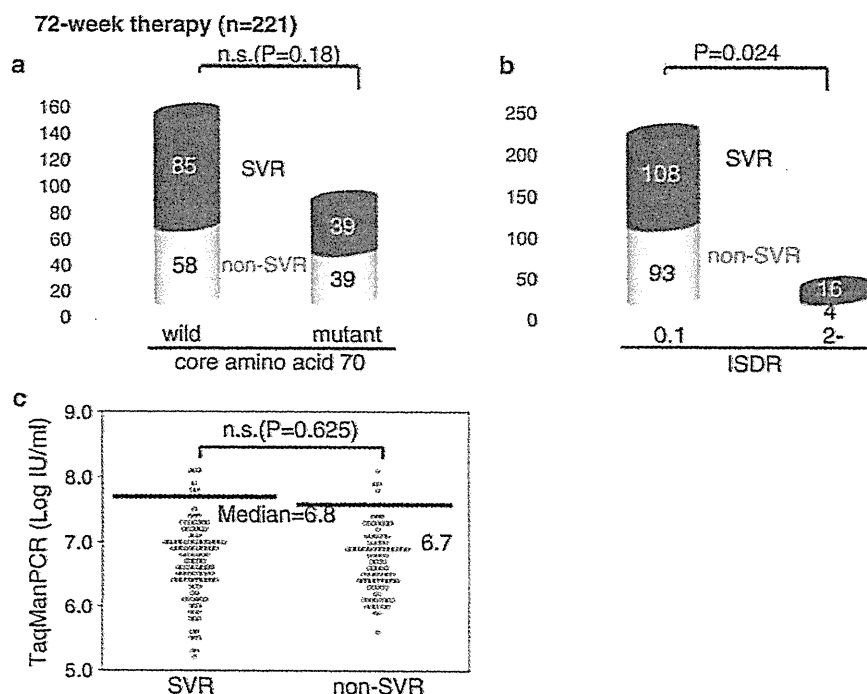 72-week therapy (n=221)
a
n.s.(P=0.18)
160
140
120
100
80
60
40
20
0
85
SVR
58
non-SVR
39
39
wild
mutant
core amino acid 70
b
P=0.024
250
200
150
100
50
0
108
SVR
93
non-SVR
16
4
0.1
2-
ISDR
c
TaqManPCR (Log IU/ml)
9.0
8.0
7.0
6.0
5.0
n.s.(P=0.625)
Median=6.8
6.7
SVR
non-SVR